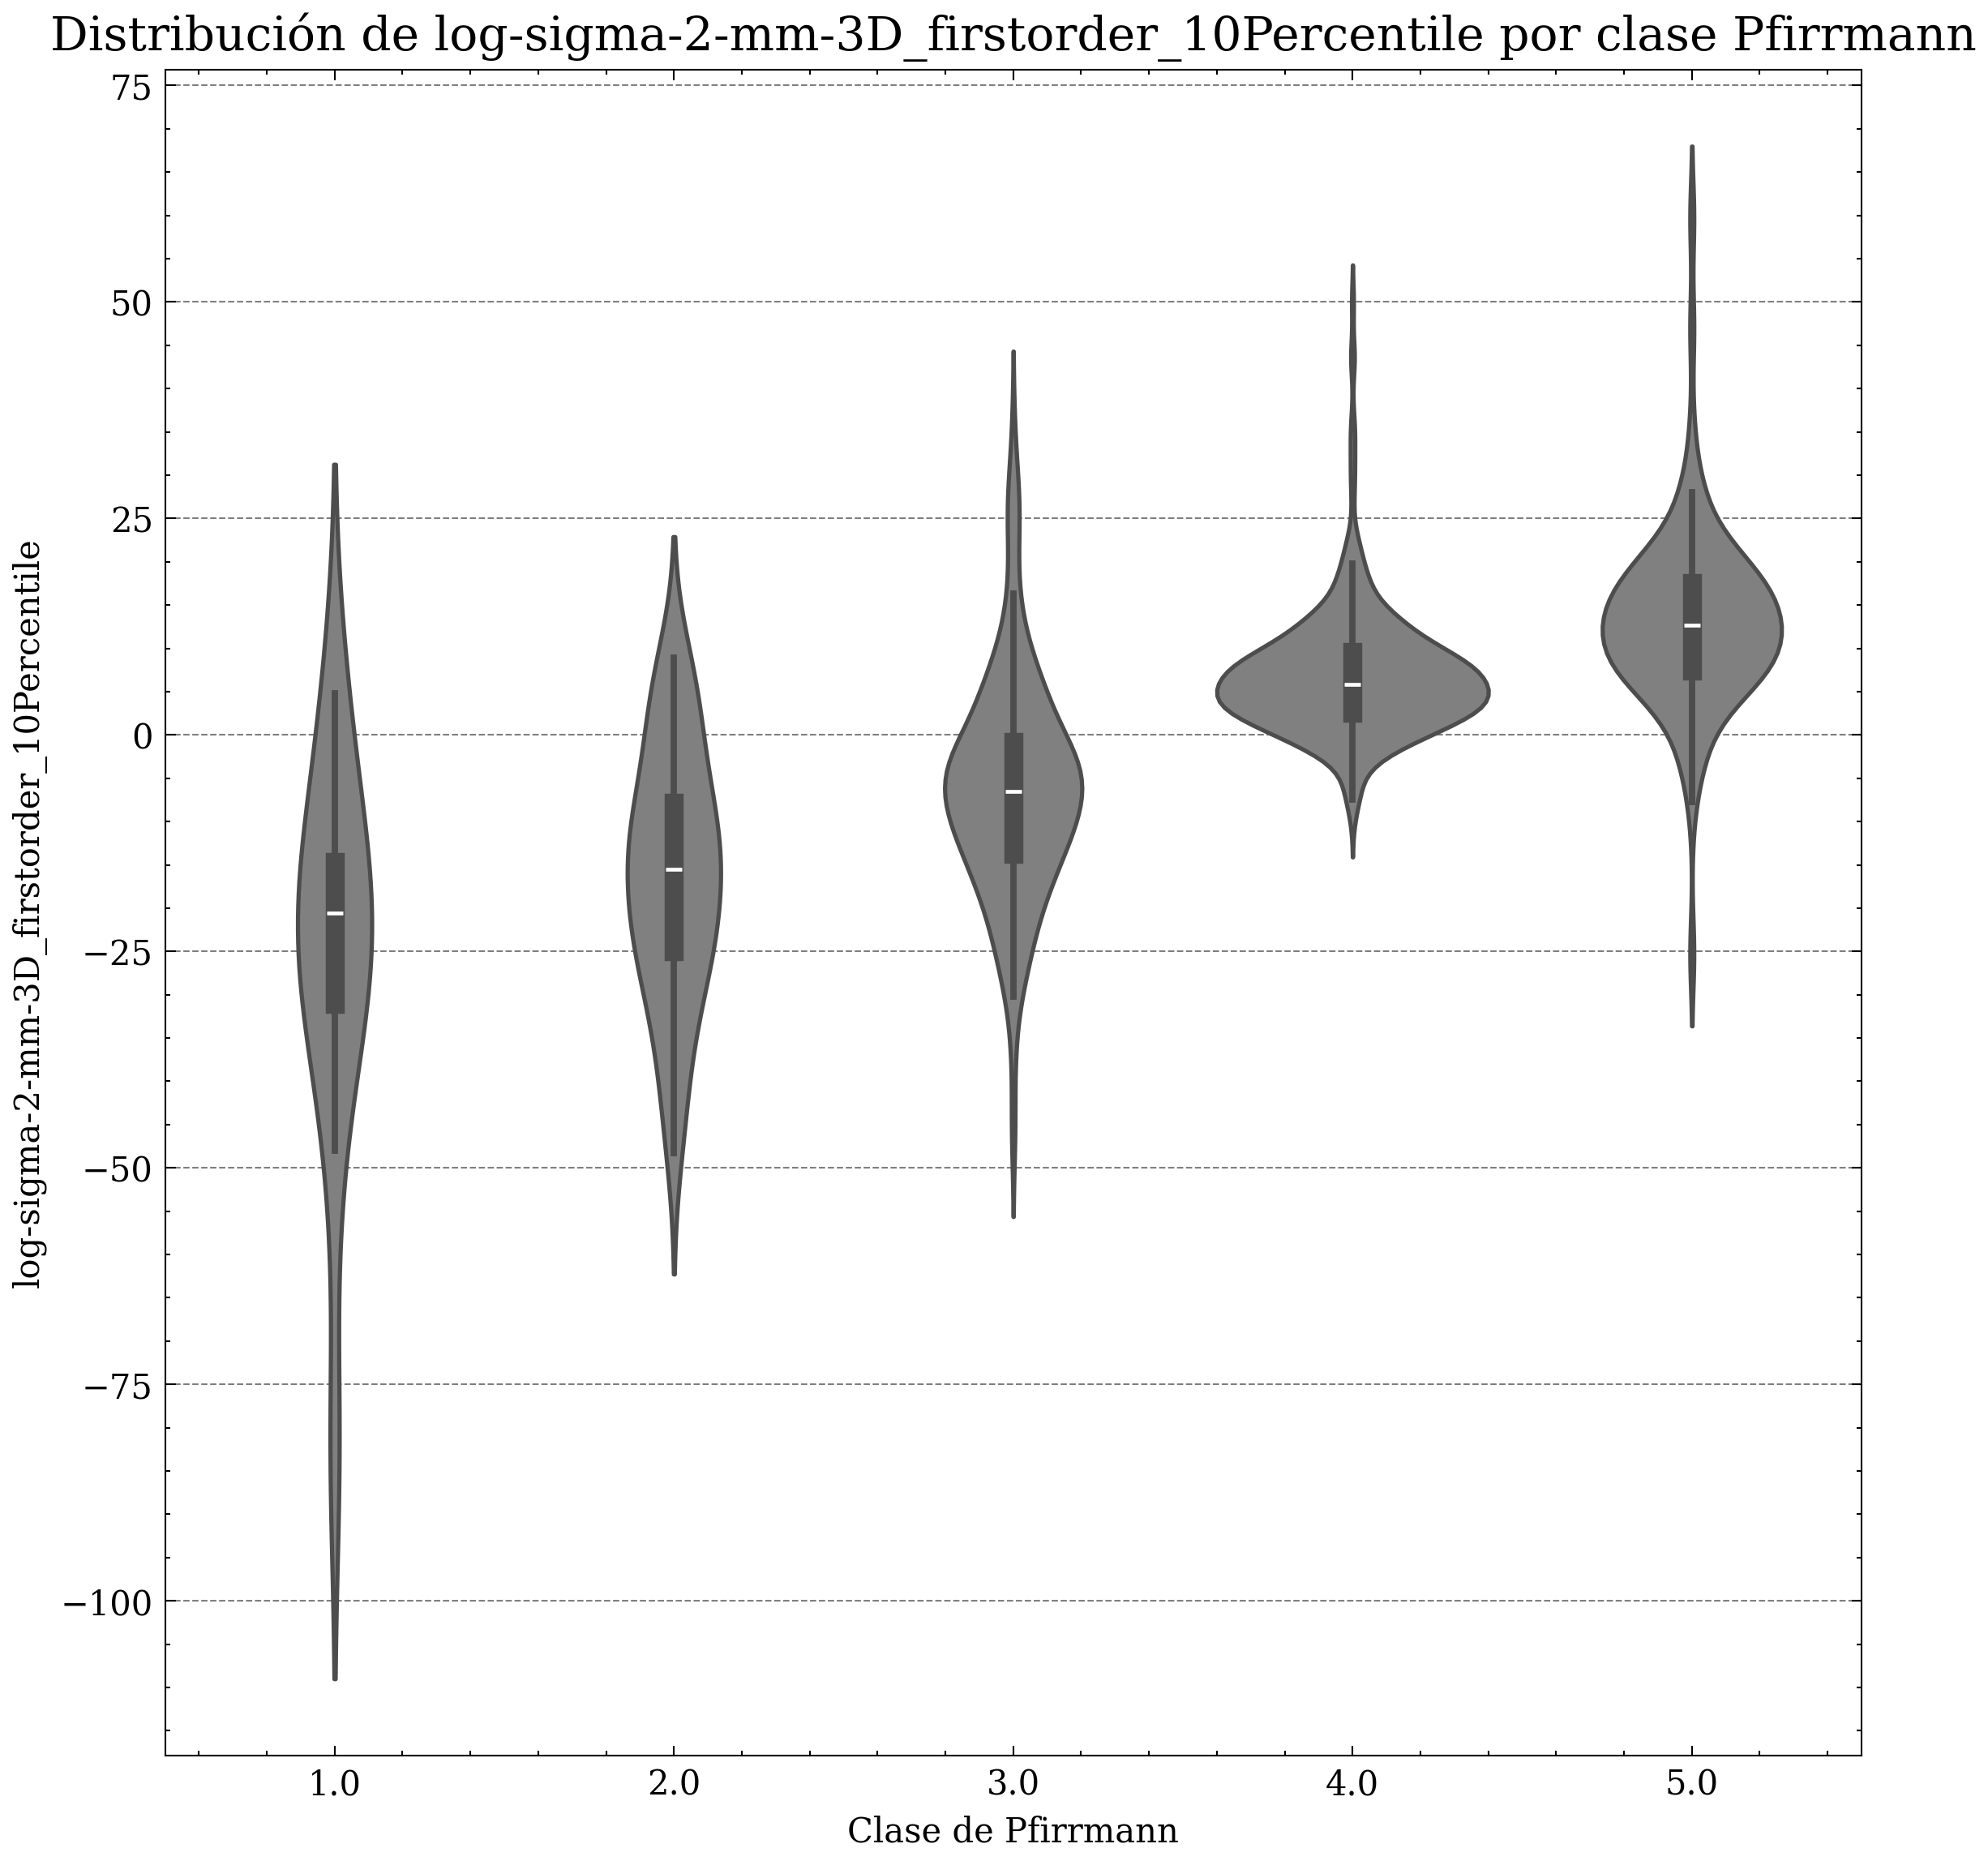 Distribución de log-sigma-2-mm-3D_firstorder_10Percentile por clase Pfirrmann
log-sigma-2-mm-3D_firstorder_10Percentile
75
50
25
0
−25
−50
−75
−100
1.0 2.0 3.0 4.0 5.0
Clase de Pfirrmann